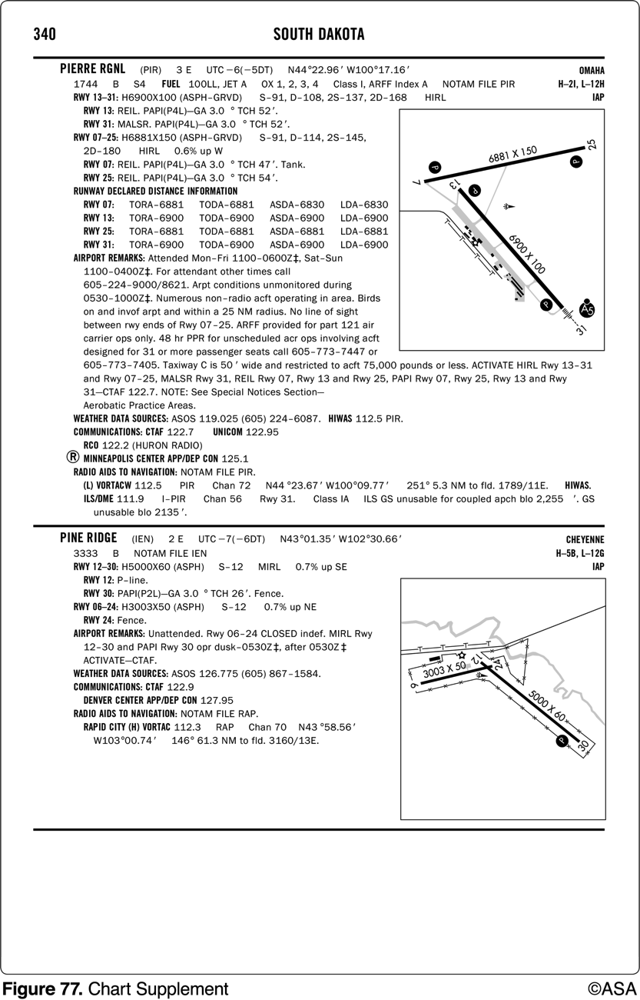 340
SOUTH DAKOTA
PIERRE RGNL (PIR) 3 E UTC−6(−5DT) N44°22.96′ W100°17.16′
OMAHA
1744 B S4 FUEL 100LL, JET A OX 1, 2, 3, 4 Class I, ARFF Index A NOTAM FILE PIR
H–2I, L–12H
RWY 13–31: H6900X100 (ASPH–GRVD) S–91, D–108, 2S–137, 2D–168 HIRL
IAP
RWY 13: REIL. PAPI(P4L)—GA 3.0 ° TCH 52′.
RWY 31: MALSR. PAPI(P4L)—GA 3.0 ° TCH 52′.
RWY 07–25: H6881X150 (ASPH–GRVD) S–91, D–114, 2S–145,
2D–180 HIRL 0.6% up W
RWY 07: REIL. PAPI(P4L)—GA 3.0 ° TCH 47′. Tank.
RWY 25: REIL. PAPI(P4L)—GA 3.0 ° TCH 54′.
RUNWAY DECLARED DISTANCE INFORMATION
RWY 07: TORA–6881 TODA–6881 ASDA–6830 LDA–6830
RWY 13: TORA–6900 TODA–6900 ASDA–6900 LDA–6900
RWY 25: TORA–6881 TODA–6881 ASDA–6881 LDA–6881
RWY 31: TORA–6900 TODA–6900 ASDA–6900 LDA–6900
AIRPORT REMARKS: Attended Mon–Fri 1100–0600Z‡, Sat–Sun
1100–0400Z‡. For attendant other times call
605–224–9000/8621. Arpt conditions unmonitored during
0530–1000Z‡. Numerous non–radio acft operating in area. Birds
on and invof arpt and within a 25 NM radius. No line of sight
between rwy ends of Rwy 07–25. ARFF provided for part 121 air
carrier ops only. 48 hr PPR for unscheduled acr ops involving acft
designed for 31 or more passenger seats call 605–773–7447 or
605–773–7405. Taxiway C is 50 ′ wide and restricted to acft 75,000 pounds or less. ACTIVATE HIRL Rwy 13–31
and Rwy 07–25, MALSR Rwy 31, REIL Rwy 07, Rwy 13 and Rwy 25, PAPI Rwy 07, Rwy 25, Rwy 13 and Rwy
31—CTAF 122.7. NOTE: See Special Notices Section—
Aerobatic Practice Areas.
WEATHER DATA SOURCES: ASOS 119.025 (605) 224–6087. HIWAS 112.5 PIR.
COMMUNICATIONS: CTAF 122.7 UNICOM 122.95
RCO 122.2 (HURON RADIO)
Ⓡ MINNEAPOLIS CENTER APP/DEP CON 125.1
RADIO AIDS TO NAVIGATION: NOTAM FILE PIR.
(L) VORTACW 112.5 PIR Chan 72 N44 °23.67′ W100°09.77′ 251° 5.3 NM to fld. 1789/11E. HIWAS.
ILS/DME 111.9 I–PIR Chan 56 Rwy 31. Class IA ILS GS unusable for coupled apch blo 2,255 ′. GS
unusable blo 2135′.
6881 X 150
25
7
13
P
P
P
6900 X 100
P
A5
31
PINE RIDGE (IEN) 2 E UTC−7(−6DT) N43°01.35′ W102°30.66′
CHEYENNE
3333 B NOTAM FILE IEN
H–5B, L–12G
RWY 12–30: H5000X60 (ASPH) S–12 MIRL 0.7% up SE
IAP
RWY 12: P–line.
RWY 30: PAPI(P2L)—GA 3.0 ° TCH 26′. Fence.
RWY 06–24: H3003X50 (ASPH) S–12 0.7% up NE
RWY 24: Fence.
AIRPORT REMARKS: Unattended. Rwy 06–24 CLOSED indef. MIRL Rwy
12–30 and PAPI Rwy 30 opr dusk–0530Z‡, after 0530Z‡
ACTIVATE—CTAF.
WEATHER DATA SOURCES: ASOS 126.775 (605) 867–1584.
COMMUNICATIONS: CTAF 122.9
DENVER CENTER APP/DEP CON 127.95
RADIO AIDS TO NAVIGATION: NOTAM FILE RAP.
RAPID CITY (H) VORTAC 112.3 RAP Chan 70 N43 °58.56′
W103°00.74′ 146° 61.3 NM to fld. 3160/13E.
T T T T
12
24
3003 X 50
6
5000 X 60
P
30
Figure 77. Chart Supplement
©ASA